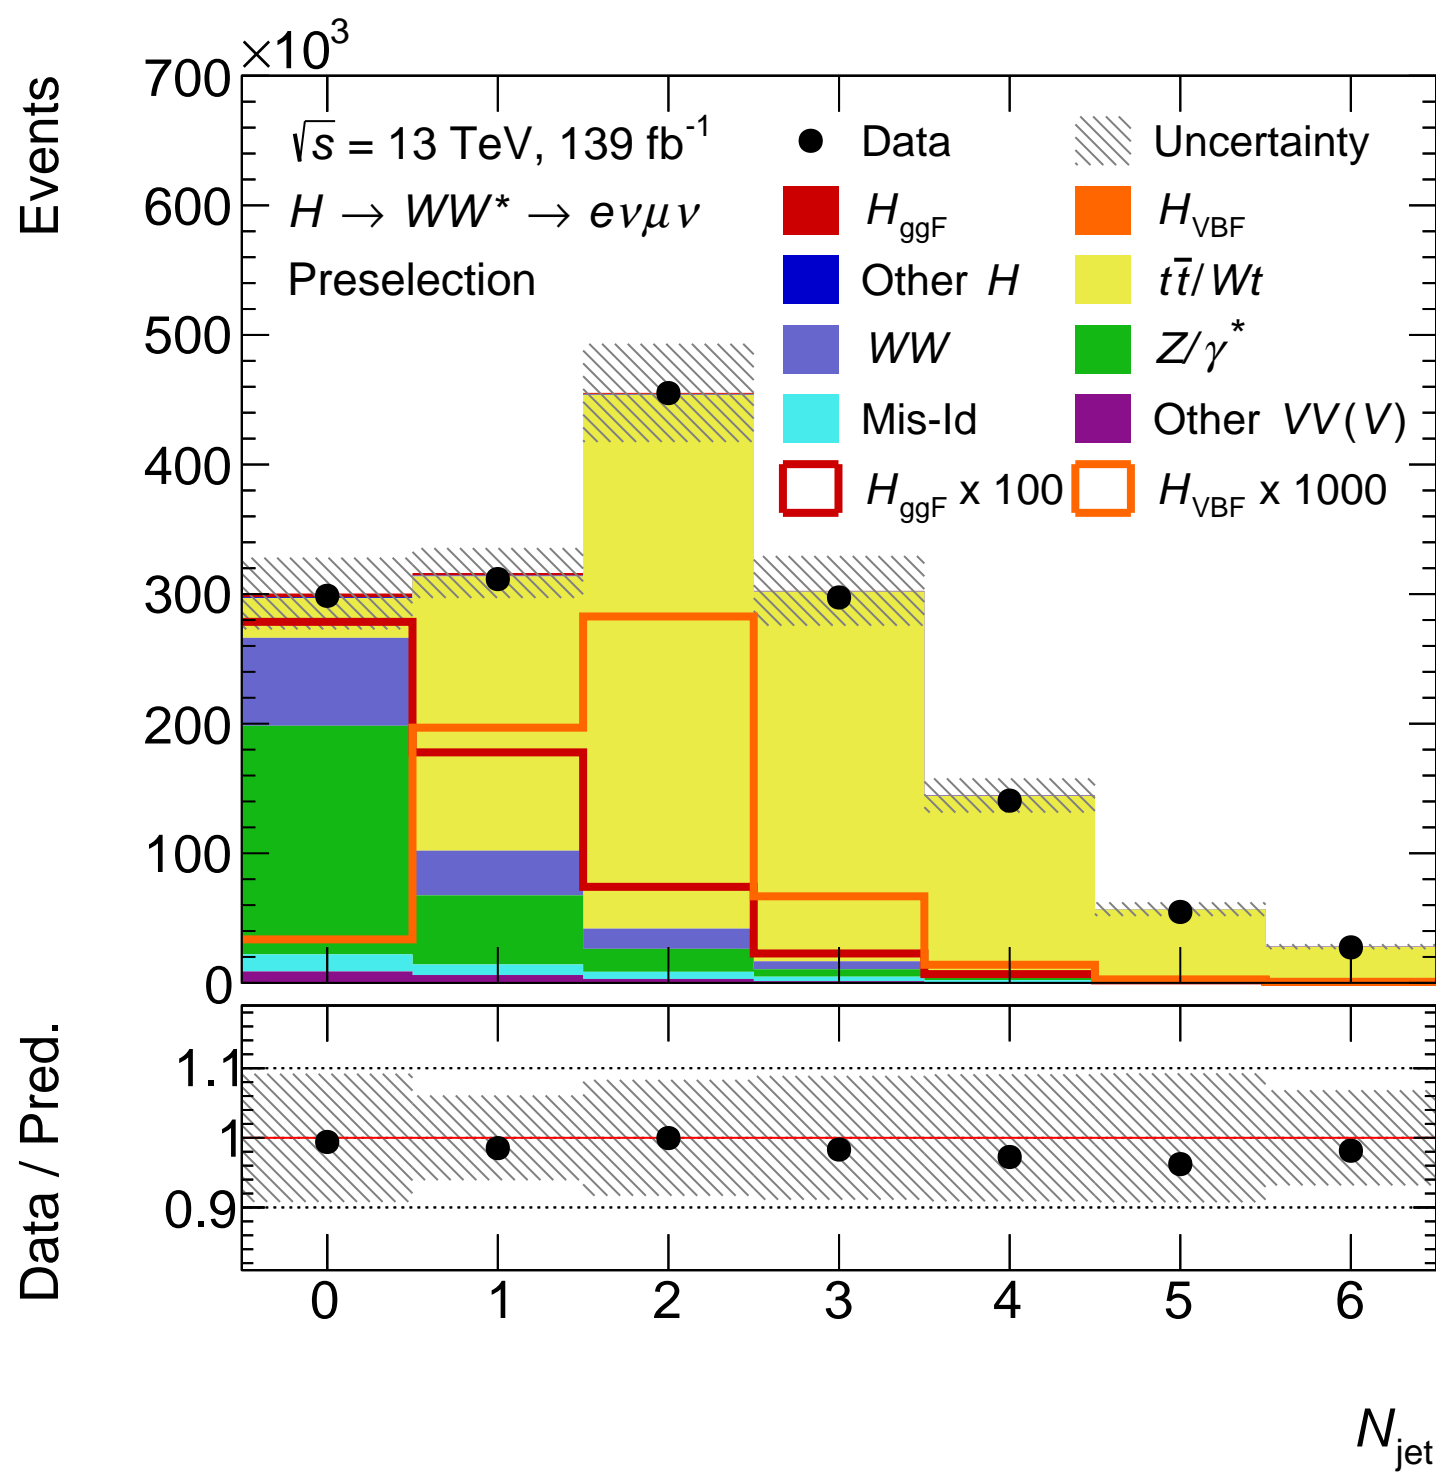 ×10³
Events
700
600
500
400
300
200
100
0
√s = 13 TeV, 139 fb⁻¹
H → WW* → eνμν
Preselection
Data
Uncertainty
H_ggF
H_VBF
Other H
tt̄/Wt
WW
Z/γ*
Mis-Id
Other VV(V)
H_ggF x 100
H_VBF x 1000
Data / Pred.
1.1
1
0.9
0 1 2 3 4 5 6
N_jet